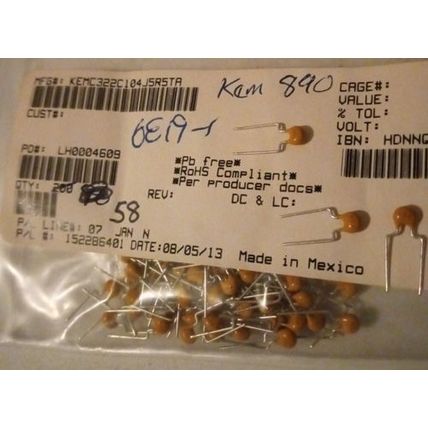 MFG#: KEMC322C104J5R5TA
Kem 890
CAGE#:
VALUE:
% TOL:
VOLT:
IBN: HDNNQ
CUST#:
6E19-1
PO#: LH0004609
*Pb free*
*RoHS Compliant*
*Per producer docs*
QTY: 200
58
REV:
DC & LC:
P/L LINE#: 07 JAN N
P/L #: 152286401 DATE:08/05/13 Made in Mexico